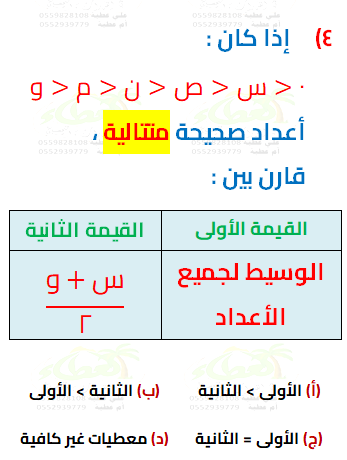 ٤) إذا كان :
٠ > س > ص > ن > م > و
أعداد صحيحة متتالية ،
قارن بين :
القيمة الأولى القيمة الثانية
الوسيط لجميع الأعداد
س + و
٢
(أ) الأولى > الثانية (ب) الثانية > الأولى
(ج) الأولى = الثانية (د) معطيات غير كافية